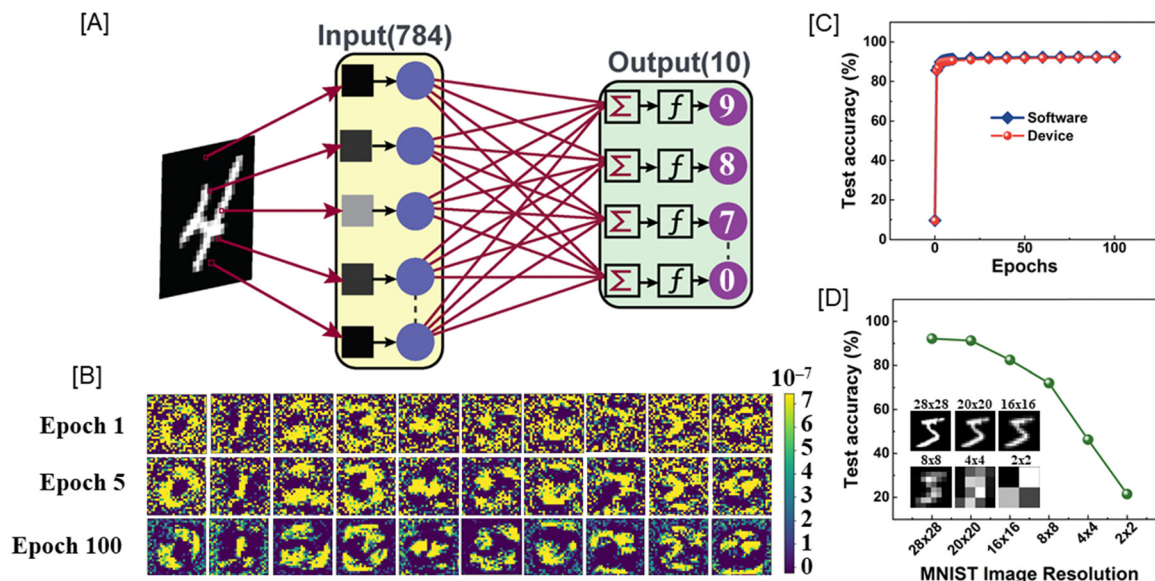 [A]
Input(784)
Output(10)
Σ f 9
Σ f 8
Σ f 7
Σ f 0
[B]
10⁻⁷
Epoch 1
Epoch 5
Epoch 100
7
6
5
4
3
2
1
0
[C]
Test accuracy (%)
100
80
60
40
20
0
Software
Device
0 50 100
Epochs
[D]
Test accuracy (%)
100
80
60
40
20
28x28 20x20 16x16
8x8 4x4 2x2
28x28 20x20 16x16 8x8 4x4 2x2
MNIST Image Resolution